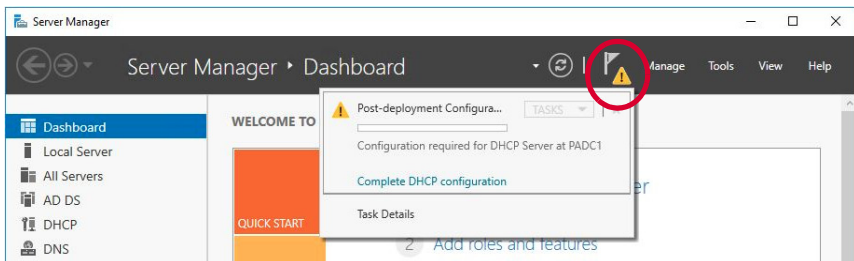 Server Manager
Server Manager • Dashboard
Manage Tools View Help
Dashboard
Local Server
All Servers
AD DS
DHCP
DNS
WELCOME TO
QUICK START
Post-deployment Configura...
TASKS
Configuration required for DHCP Server at PADC1
Complete DHCP configuration
Task Details
2 Add roles and features